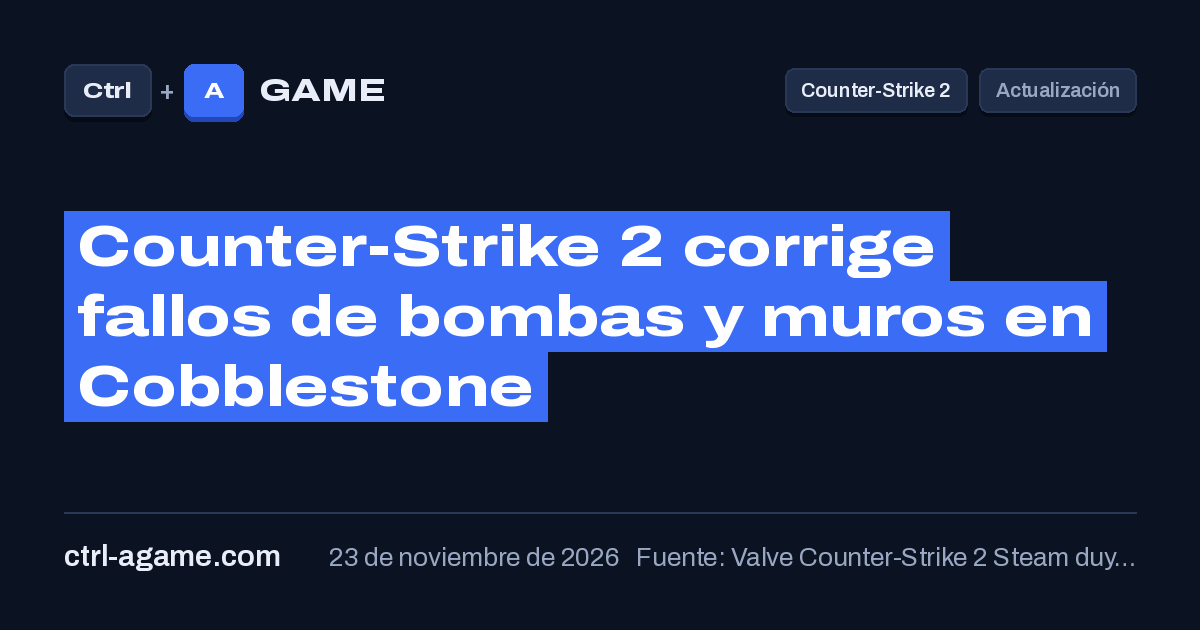 Ctrl + A GAME
Counter-Strike 2 Actualización
Counter-Strike 2 corrige
fallos de bombas y muros en
Cobblestone
ctrl-agame.com 23 de noviembre de 2026 Fuente: Valve Counter-Strike 2 Steam duy...